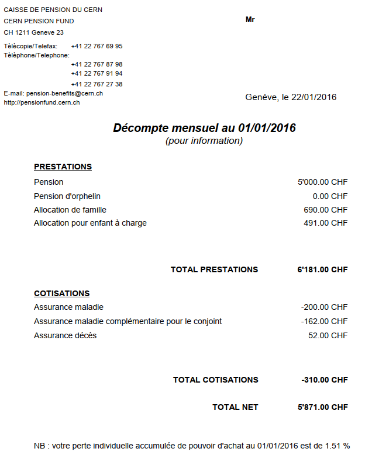 CAISSE DE PENSION DU CERN
CERN PENSION FUND
CH 1211 Geneve 23
Mr
Télécopie/Telefax: +41 22 767 69 95
Téléphone/Telephone:
+41 22 767 87 98
+41 22 767 91 94
+41 22 767 27 38
E-mail: pension-benefits@cern.ch
http://pensionfund.cern.ch
Genève, le 22/01/2016
Décompte mensuel au 01/01/2016
(pour information)
PRESTATIONS
Pension 5'000.00 CHF
Pension d'orphelin 0.00 CHF
Allocation de famille 690.00 CHF
Allocation pour enfant à charge 491.00 CHF
TOTAL PRESTATIONS 6'181.00 CHF
COTISATIONS
Assurance maladie -200.00 CHF
Assurance maladie complémentaire pour le conjoint -162.00 CHF
Assurance décès 52.00 CHF
TOTAL COTISATIONS -310.00 CHF
TOTAL NET 5'871.00 CHF
NB : votre perte individuelle accumulée de pouvoir d'achat au 01/01/2016 est de 1.51 %